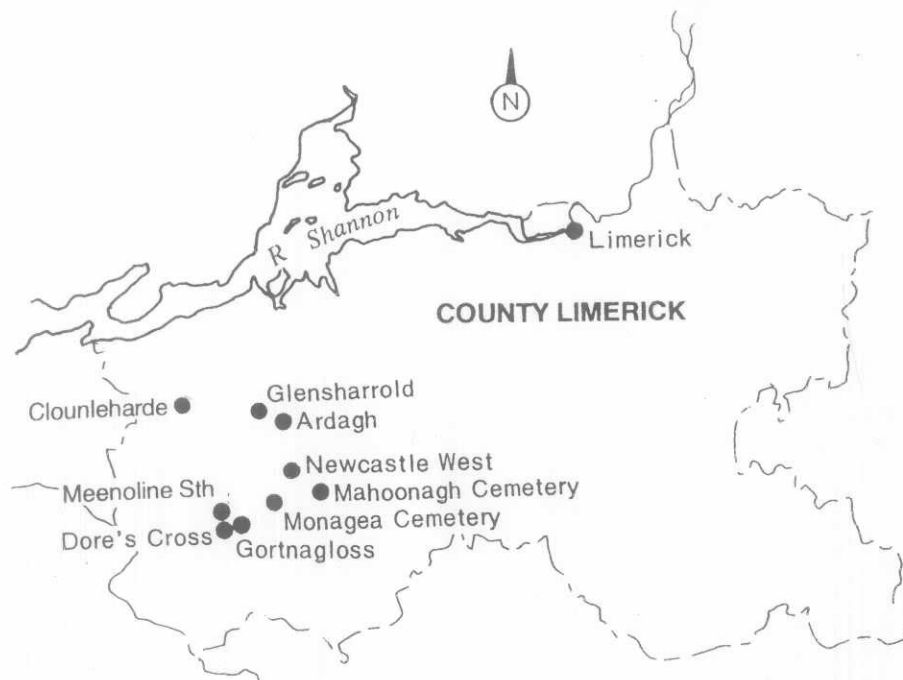 N
R Shannon
Limerick
COUNTY LIMERICK
Glensharrold
Clounleharde
Ardagh
Newcastle West
Meenoline Sth
Mahoonagh Cemetery
Monagea Cemetery
Dore's Cross
Gortnagloss